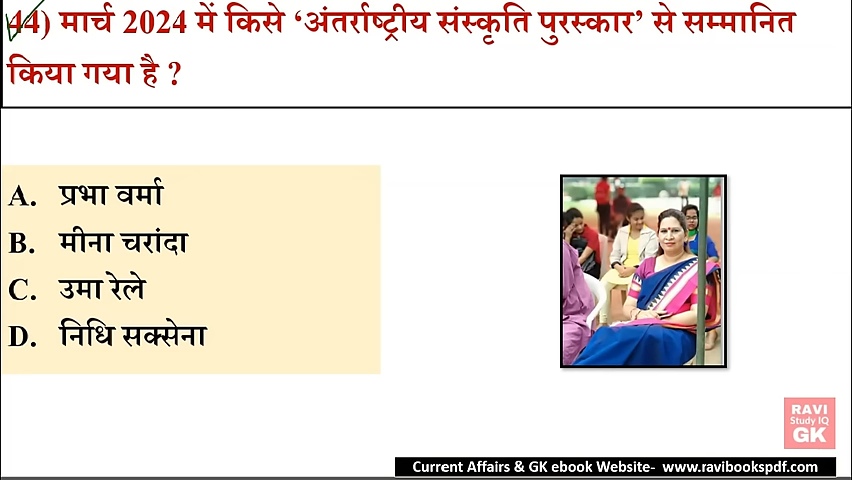 44) मार्च 2024 में किसे ‘अंतर्राष्ट्रीय संस्कृति पुरस्कार’ से सम्मानित
किया गया है ?
A. प्रभा वर्मा
B. मीना चरांदा
C. उमा रेले
D. निधि सक्सेना
RAVI
Study IQ
GK
Current Affairs & GK ebook Website- www.ravibookspdf.com